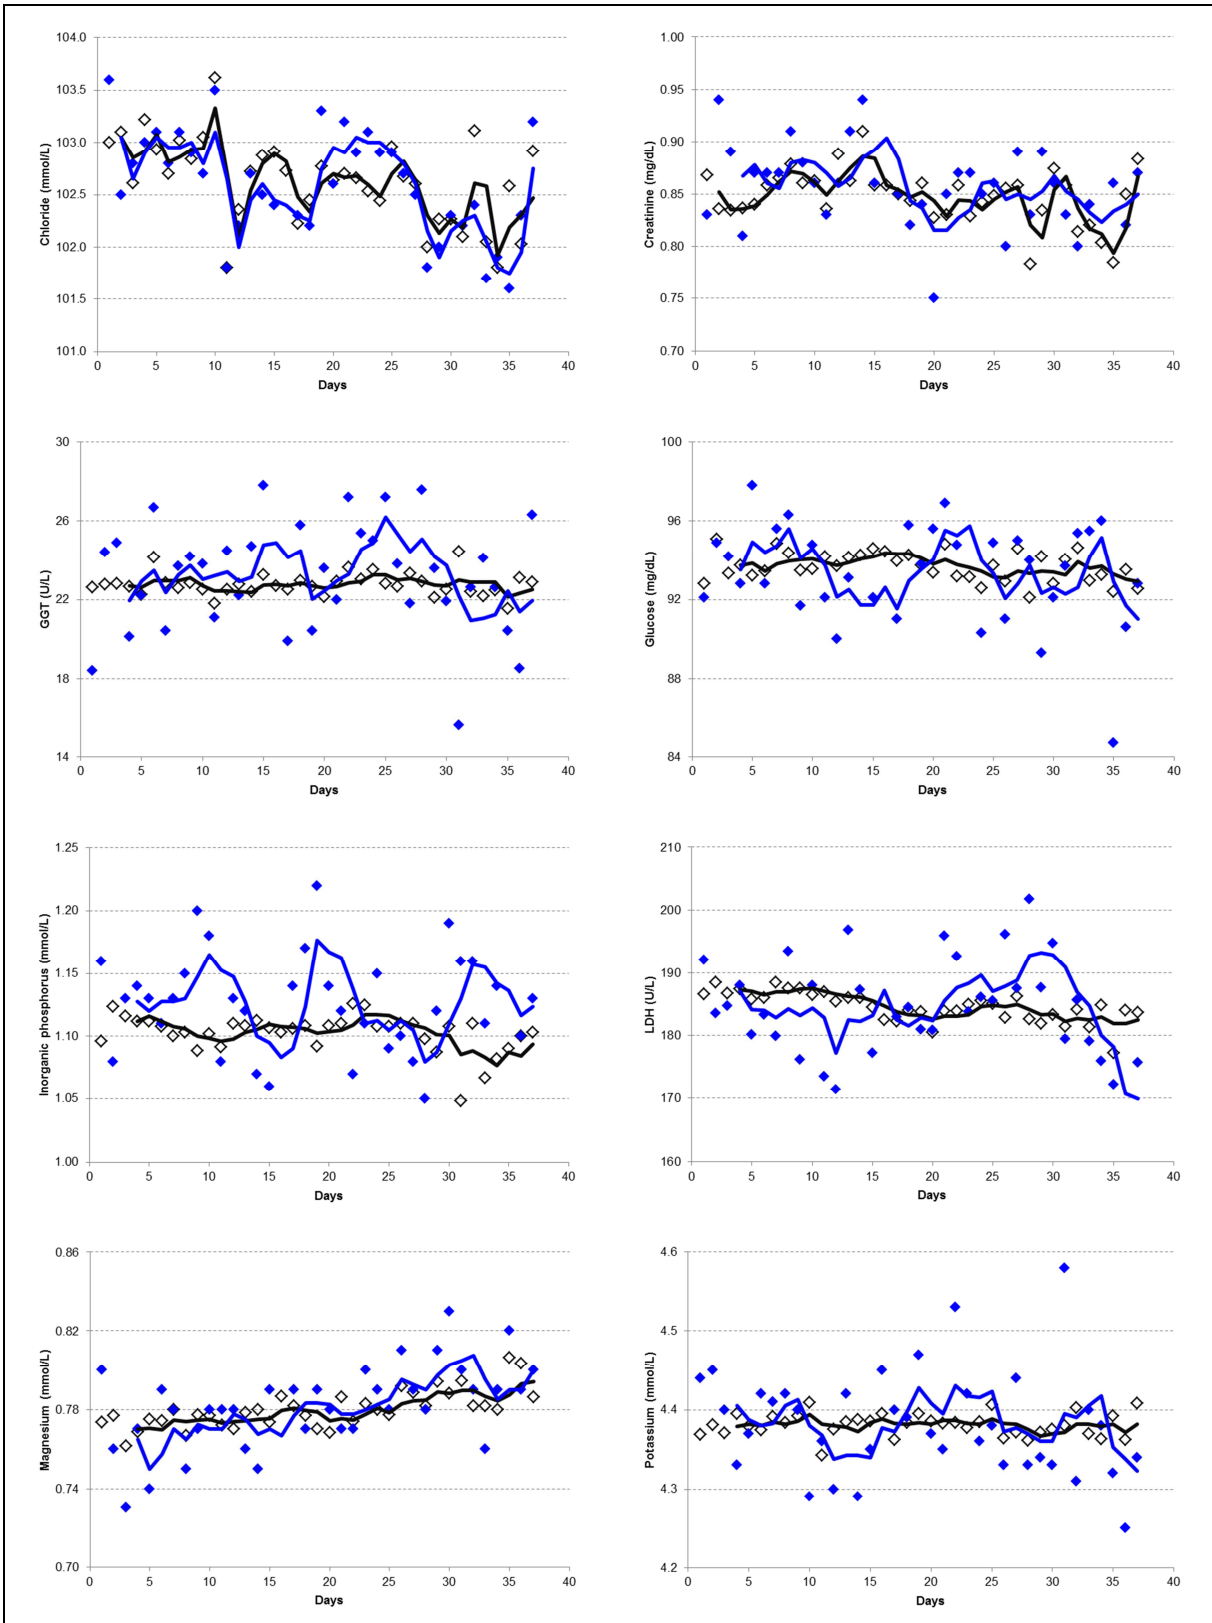 104.0
103.5
103.0
102.5
102.0
101.5
101.0
Chloride (mmol/L)
0 5 10 15 20 25 30 35 40
Days
1.00
0.95
0.90
0.85
0.80
0.75
0.70
Creatinine (mg/dL)
0 5 10 15 20 25 30 35 40
Days
30
26
22
18
14
GGT (U/L)
0 5 10 15 20 25 30 35 40
Days
100
96
92
88
84
Glucose (mg/dL)
0 5 10 15 20 25 30 35 40
Days
1.25
1.20
1.15
1.10
1.05
1.00
Inorganic phosphorus (mmol/L)
0 5 10 15 20 25 30 35 40
Days
210
200
190
180
170
160
LDH (U/L)
0 5 10 15 20 25 30 35 40
Days
0.86
0.82
0.78
0.74
0.70
Magnesium (mmol/L)
0 5 10 15 20 25 30 35 40
Days
4.6
4.5
4.4
4.3
4.2
Potassium (mmol/L)
0 5 10 15 20 25 30 35 40
Days